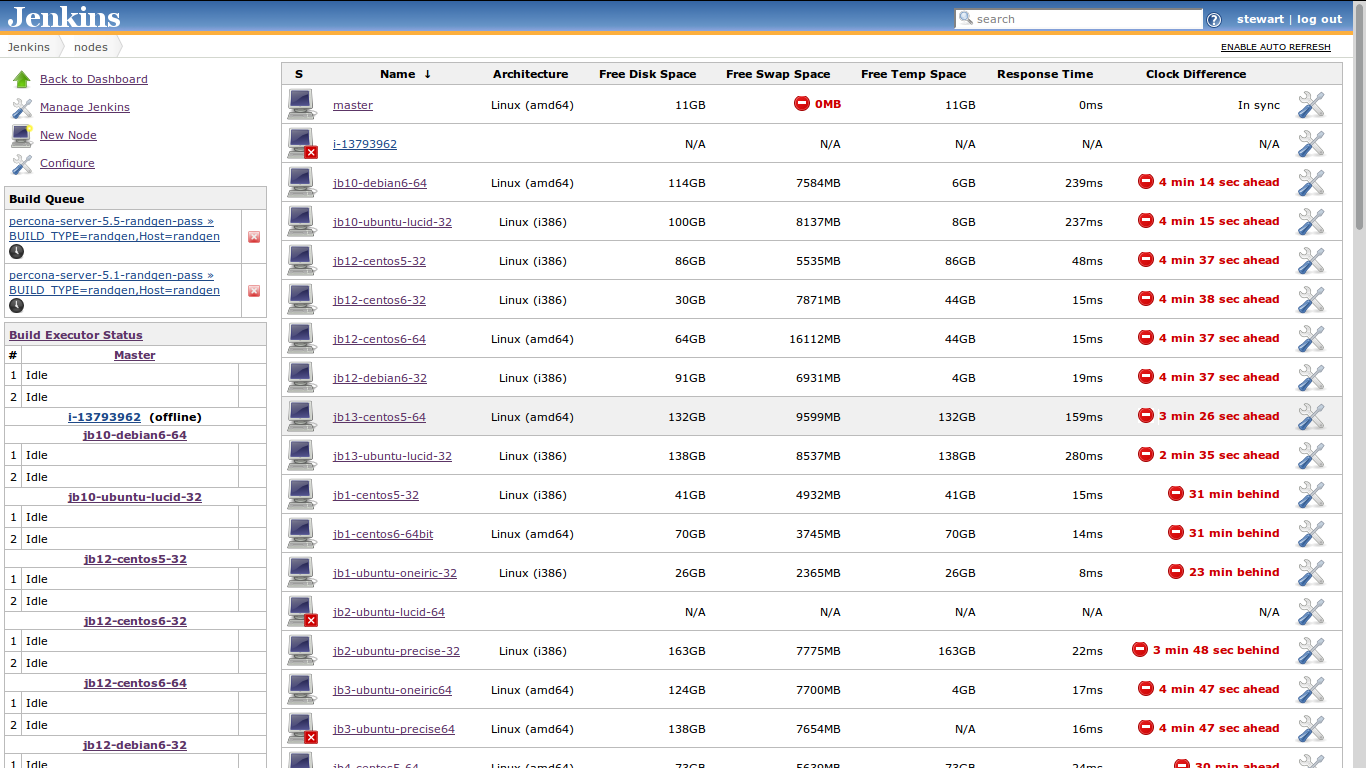 Jenkins
search
stewart | log out
Jenkins nodes
ENABLE AUTO REFRESH
Back to Dashboard
Manage Jenkins
New Node
Configure
Build Queue
percona-server-5.5-randgen-pass »
BUILD_TYPE=randgen,Host=randgen
percona-server-5.1-randgen-pass »
BUILD_TYPE=randgen,Host=randgen
Build Executor Status
# Master
1 Idle
2 Idle
i-13793962 (offline)
jb10-debian6-64
1 Idle
2 Idle
jb10-ubuntu-lucid-32
1 Idle
2 Idle
jb12-centos5-32
1 Idle
2 Idle
jb12-centos6-32
1 Idle
2 Idle
jb12-centos6-64
1 Idle
2 Idle
jb12-debian6-32
1 Idle
S Name ↓ Architecture Free Disk Space Free Swap Space Free Temp Space Response Time Clock Difference
master Linux (amd64) 11GB 0MB 11GB 0ms In sync
i-13793962 N/A N/A N/A N/A N/A
jb10-debian6-64 Linux (amd64) 114GB 7584MB 6GB 239ms 4 min 14 sec ahead
jb10-ubuntu-lucid-32 Linux (i386) 100GB 8137MB 8GB 237ms 4 min 15 sec ahead
jb12-centos5-32 Linux (i386) 86GB 5535MB 86GB 48ms 4 min 37 sec ahead
jb12-centos6-32 Linux (i386) 30GB 7871MB 44GB 15ms 4 min 38 sec ahead
jb12-centos6-64 Linux (amd64) 64GB 16112MB 44GB 15ms 4 min 37 sec ahead
jb12-debian6-32 Linux (i386) 91GB 6931MB 4GB 19ms 4 min 37 sec ahead
jb13-centos5-64 Linux (amd64) 132GB 9599MB 132GB 159ms 3 min 26 sec ahead
jb13-ubuntu-lucid-32 Linux (i386) 138GB 8537MB 138GB 280ms 2 min 35 sec ahead
jb1-centos5-32 Linux (i386) 41GB 4932MB 41GB 15ms 31 min behind
jb1-centos6-64bit Linux (amd64) 70GB 3745MB 70GB 14ms 31 min behind
jb1-ubuntu-oneiric-32 Linux (i386) 26GB 2365MB 26GB 8ms 23 min behind
jb2-ubuntu-lucid-64 N/A N/A N/A N/A N/A
jb2-ubuntu-precise-32 Linux (i386) 163GB 7775MB 163GB 22ms 3 min 48 sec behind
jb3-ubuntu-oneiric64 Linux (amd64) 124GB 7700MB 4GB 17ms 4 min 47 sec ahead
jb3-ubuntu-precise64 Linux (amd64) 138GB 7654MB N/A 16ms 4 min 47 sec ahead
jb4-centos5-64 Linux (amd64) 73GB 5639MB 73GB 24ms 30 min ahead